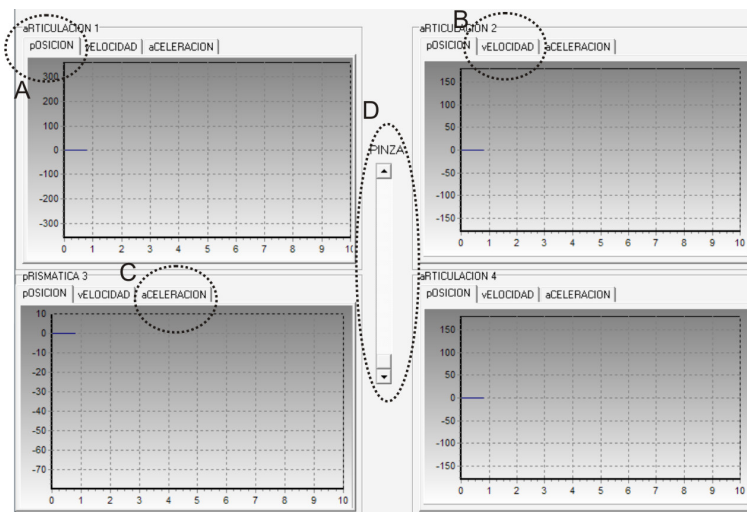 aRTICULACION 1
pOSICION vELOCIDAD aCELERACION
A
300
200
100
0
-100
-200
-300
0 1 2 3 4 5 6 7 8 9 10
B
aRTICULACION 2
pOSICION vELOCIDAD aCELERACION
150
100
50
0
-50
-100
-150
0 1 2 3 4 5 6 7 8 9 10
D
PINZA
pRISMATICA 3
C
pOSICION vELOCIDAD aCELERACION
10
0
-10
-20
-30
-40
-50
-60
-70
0 1 2 3 4 5 6 7 8 9 10
aRTICULACION 4
pOSICION vELOCIDAD aCELERACION
150
100
50
0
-50
-100
-150
0 1 2 3 4 5 6 7 8 9 10